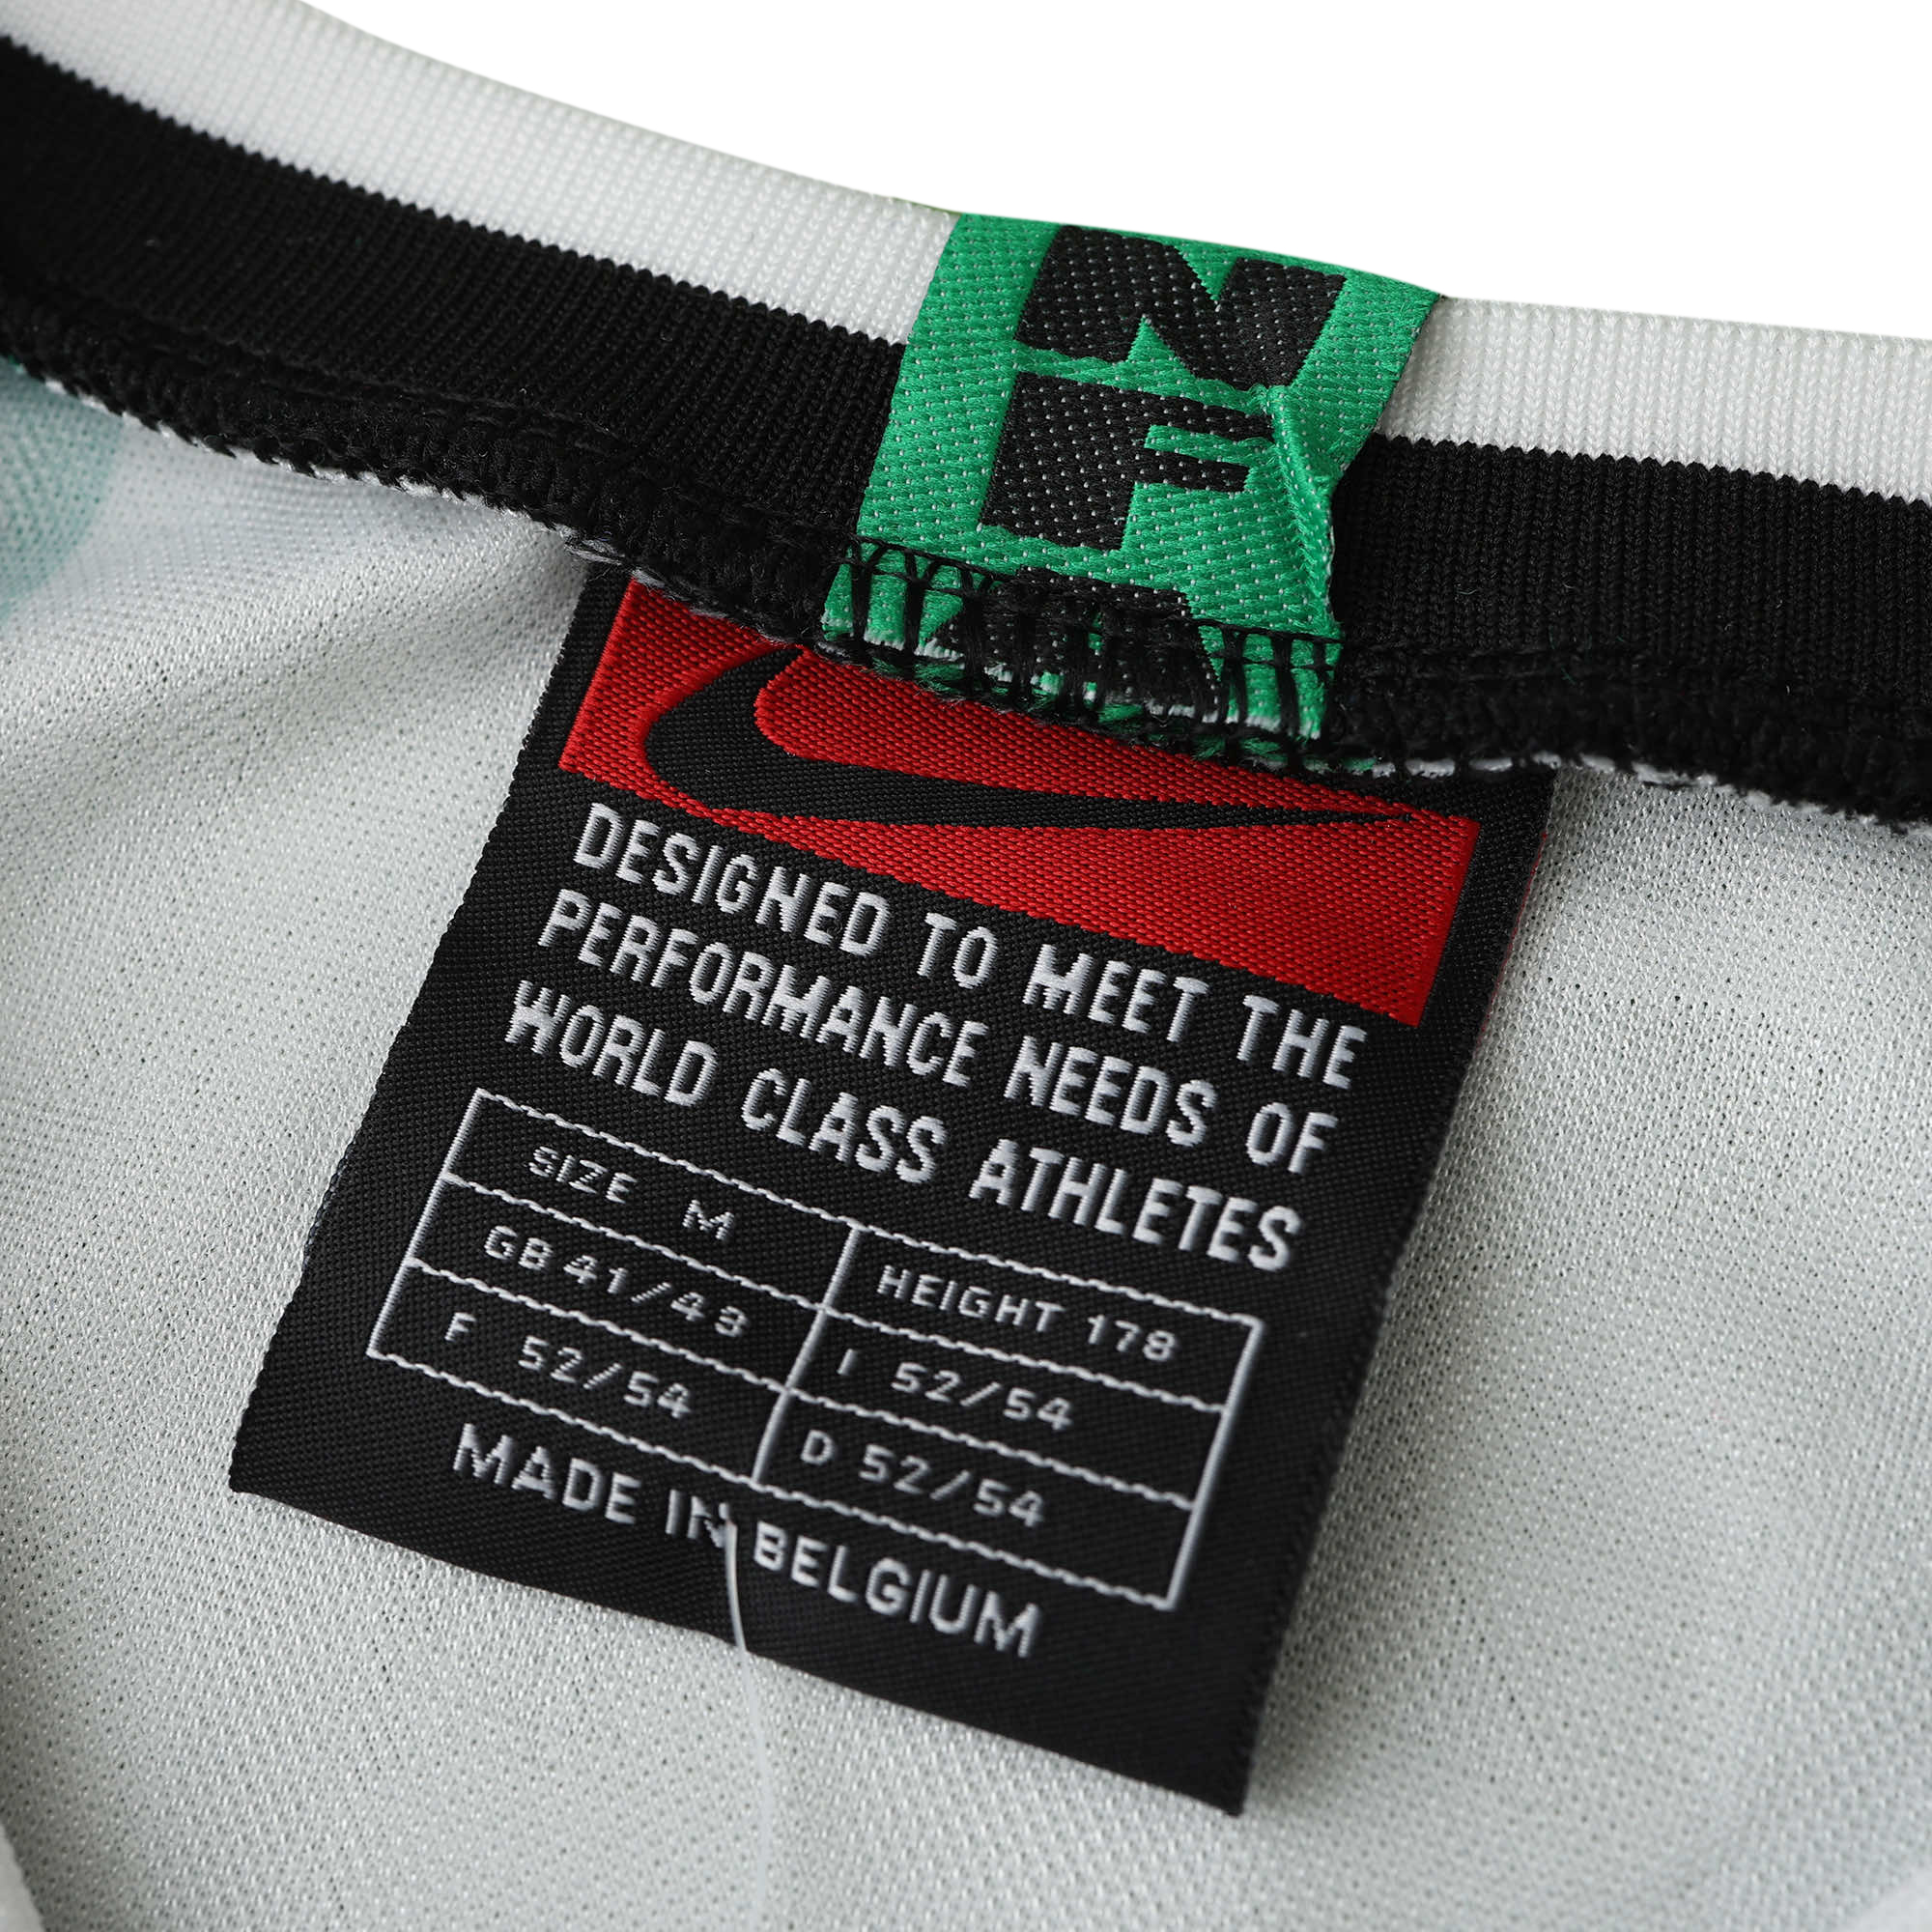 NF
DESIGNED TO MEET THE
PERFORMANCE NEEDS OF
WORLD CLASS ATHLETES
SIZE M HEIGHT 178
GB 41/43 I 52/54
F 52/54 D 52/54
MADE IN BELGIUM